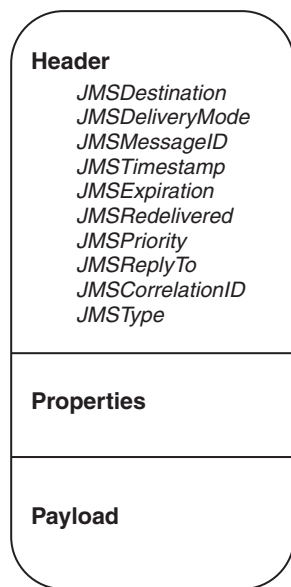 Header
JMSDestination
JMSDeliveryMode
JMSMessageID
JMSTimestamp
JMSExpiration
JMSRedelivered
JMSPriority
JMSReplyTo
JMSCorrelationID
JMSType
Properties
Payload